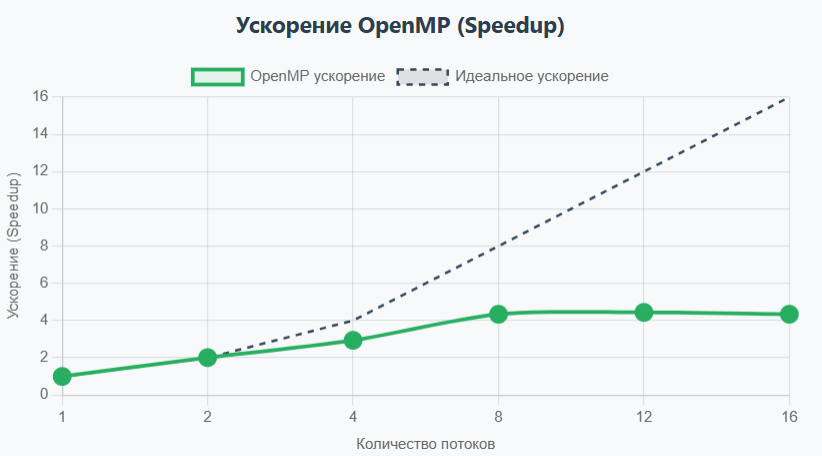 Ускорение OpenMP (Speedup)
OpenMP ускорение Идеальное ускорение
16
14
12
10
8
6
4
2
0
Ускорение (Speedup)
1 2 4 8 12 16
Количество потоков